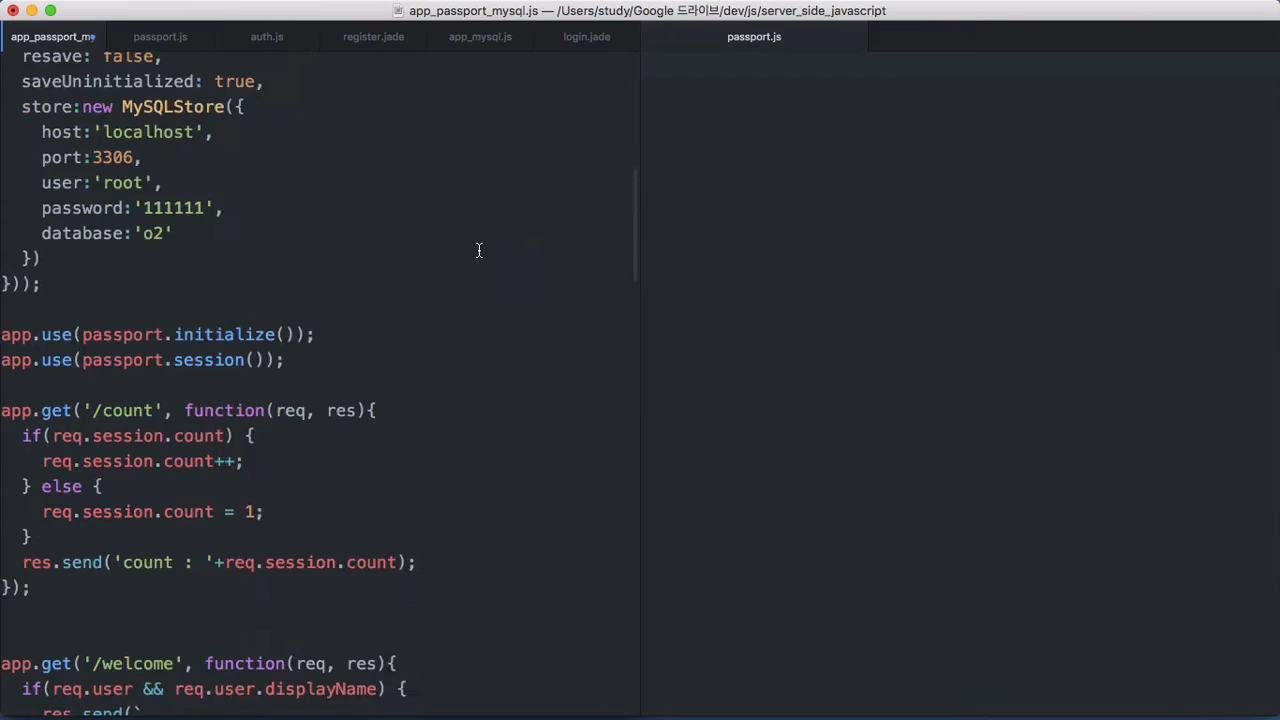 app_passport_mysql.js — /Users/study/Google 드라이브/dev/js/server_side_javascript
app_passport_m passport.js auth.js register.jade app_mysql.js login.jade passport.js
resave: false,
saveUninitialized: true,
store:new MySQLStore({
host:'localhost',
port:3306,
user:'root',
password:'111111',
database:'o2'
})
}));
app.use(passport.initialize());
app.use(passport.session());
app.get('/count', function(req, res){
if(req.session.count) {
req.session.count++;
} else {
req.session.count = 1;
}
res.send('count : '+req.session.count);
});
app.get('/welcome', function(req, res){
if(req.user && req.user.displayName) {
res.send(`